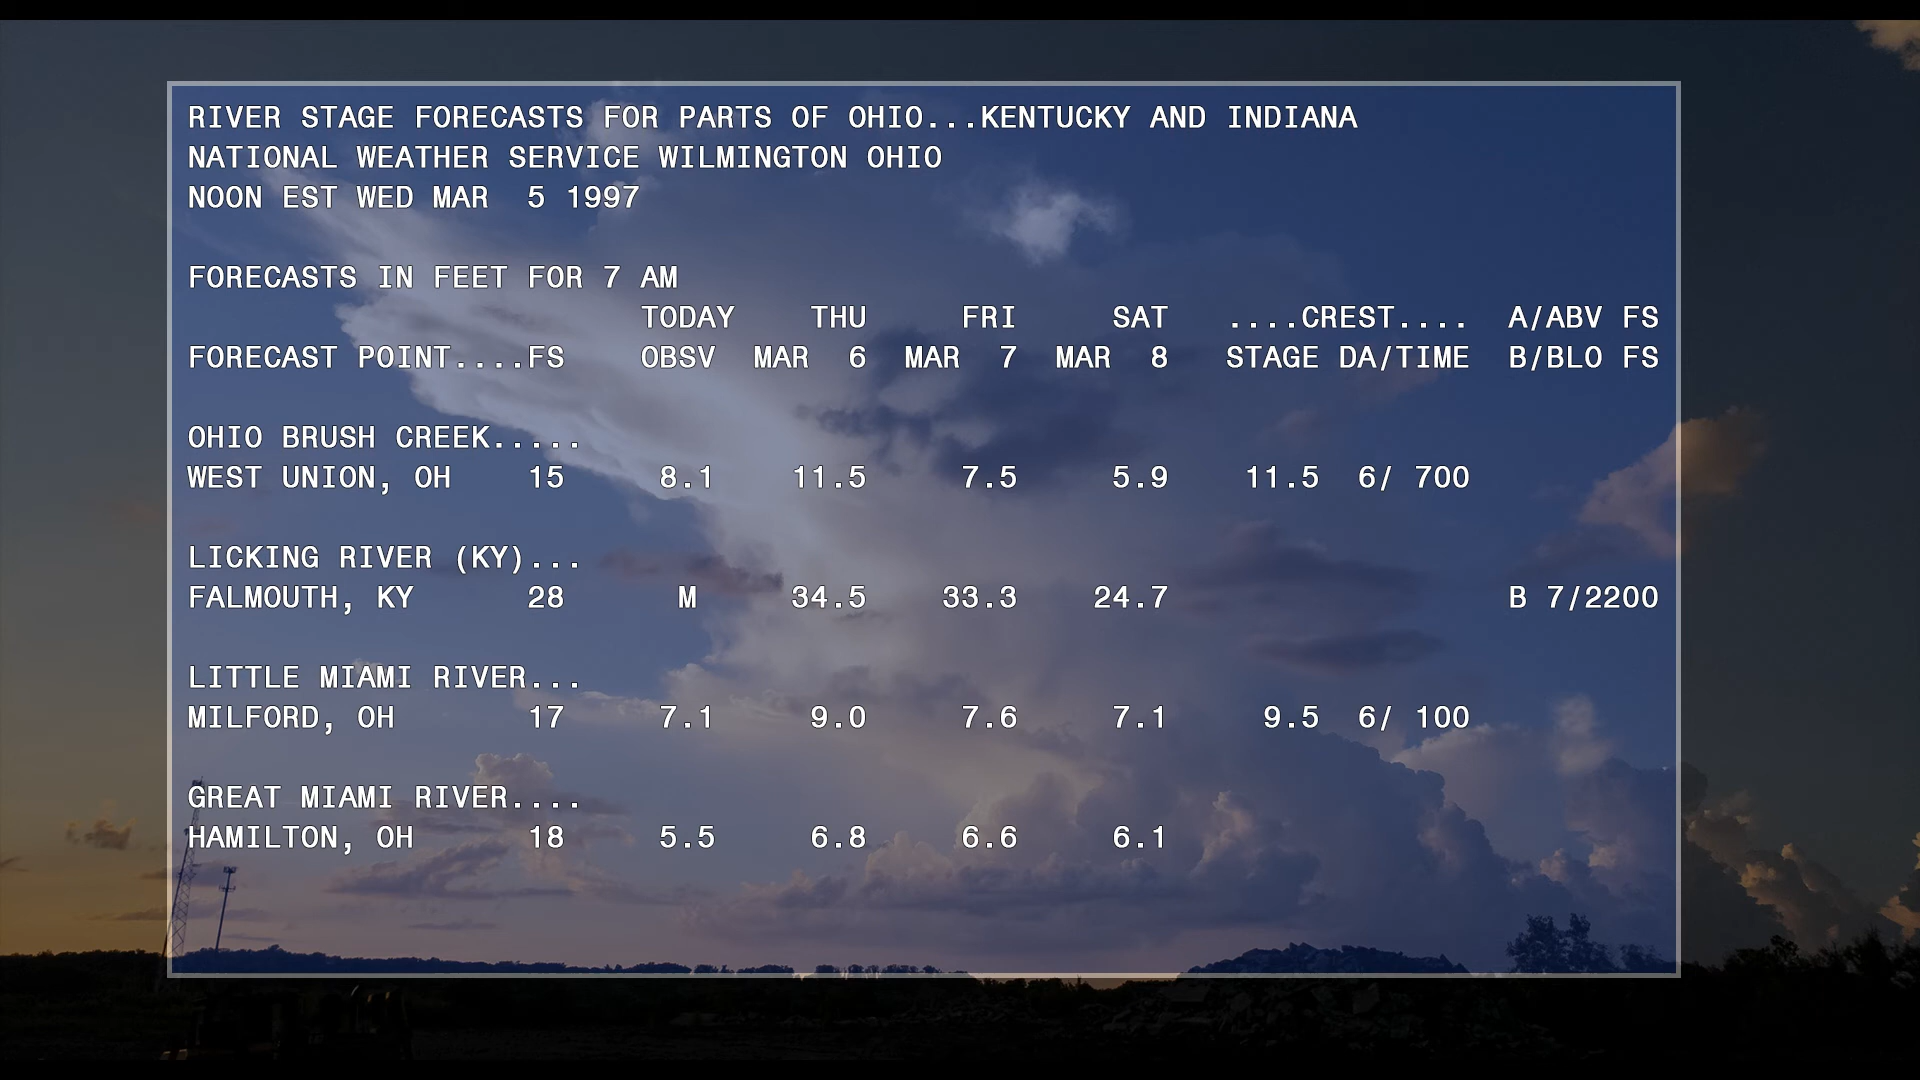 RIVER STAGE FORECASTS FOR PARTS OF OHIO...KENTUCKY AND INDIANA
NATIONAL WEATHER SERVICE WILMINGTON OHIO
NOON EST WED MAR  5 1997
FORECASTS IN FEET FOR 7 AM
TODAY THU FRI SAT ....CREST.... A/ABV FS
FORECAST POINT....FS OBSV MAR 6 MAR 7 MAR 8 STAGE DA/TIME B/BLO FS
OHIO BRUSH CREEK.....
WEST UNION, OH 15 8.1 11.5 7.5 5.9 11.5 6/ 700
LICKING RIVER (KY)...
FALMOUTH, KY 28 M 34.5 33.3 24.7 B 7/2200
LITTLE MIAMI RIVER...
MILFORD, OH 17 7.1 9.0 7.6 7.1 9.5 6/ 100
GREAT MIAMI RIVER....
HAMILTON, OH 18 5.5 6.8 6.6 6.1